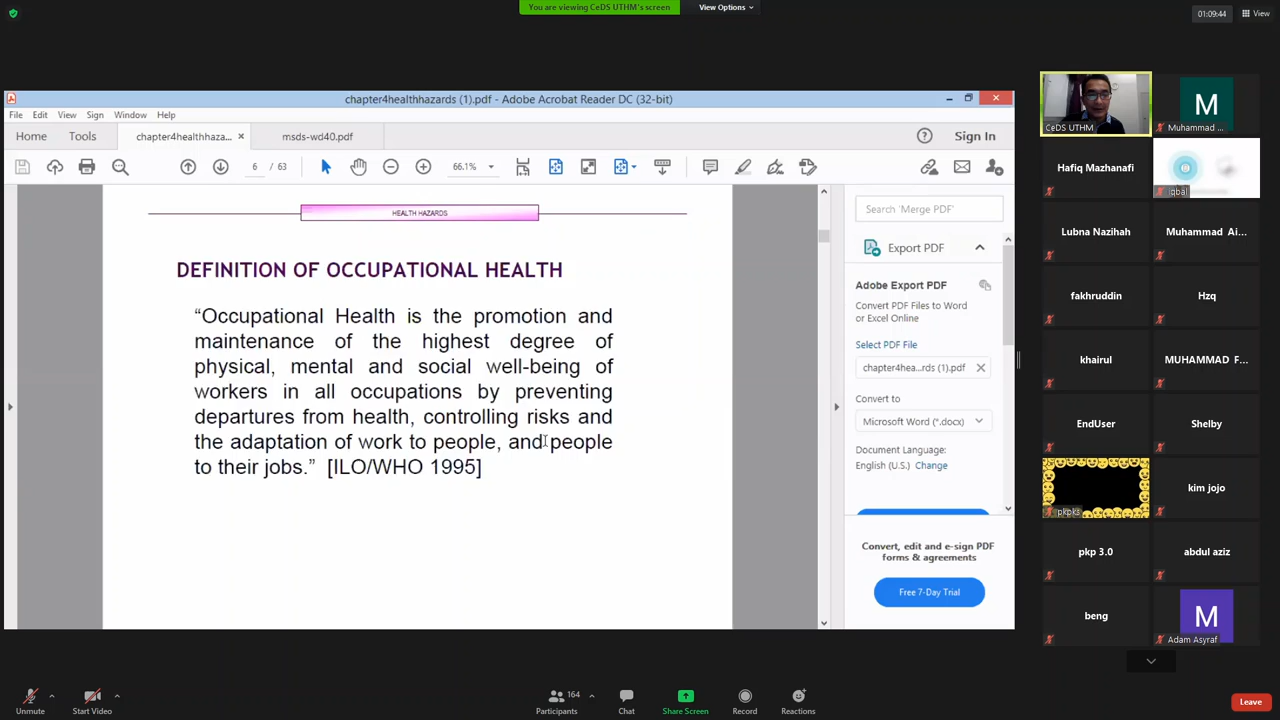 You are viewing CeDS UTHM's screen
View Options
01:09:44
View
chapter4healthhazards (1).pdf - Adobe Acrobat Reader DC (32-bit)
File Edit View Sign Window Help
Home Tools chapter4healthhaza... msds-wd40.pdf Sign In
6 / 63 66.1%
HEALTH HAZARDS
DEFINITION OF OCCUPATIONAL HEALTH
“Occupational Health is the promotion and
maintenance of the highest degree of
physical, mental and social well-being of
workers in all occupations by preventing
departures from health, controlling risks and
the adaptation of work to people, and people
to their jobs.” [ILO/WHO 1995]
Search 'Merge PDF'
Export PDF
Adobe Export PDF
Convert PDF Files to Word
or Excel Online
Select PDF File
chapter4hea...rds (1).pdf
Convert to
Microsoft Word (*.docx)
Document Language:
English (U.S.) Change
Convert, edit and e-sign PDF
forms & agreements
Free 7-Day Trial
CeDS UTHM
M
Muhammad ...
Hafiq Mazhanafi
iqbal
Lubna Nazihah
Muhammad Ai...
fakhruddin
Hzq
khairul
MUHAMMAD F...
EndUser
Shelby
pkpks
kim jojo
pkp 3.0
abdul aziz
beng
M
Adam Asyraf
Unmute
Start Video
164
Participants
Chat
Share Screen
Record
Reactions
Leave